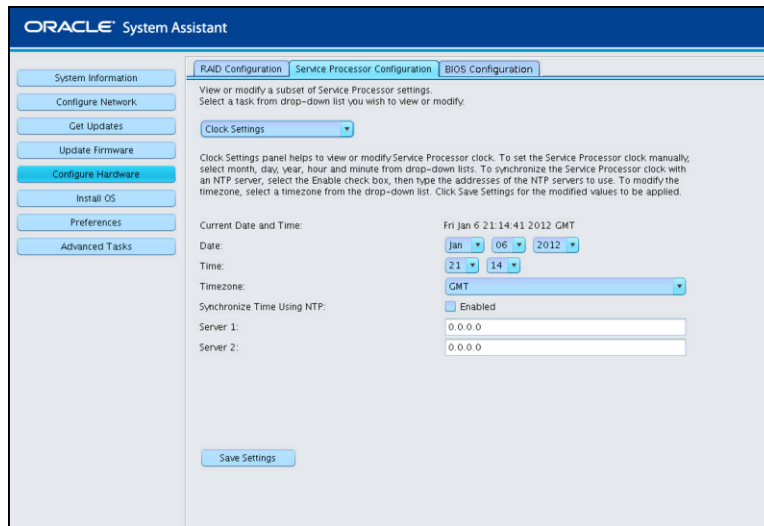 ORACLE® System Assistant
System Information
Configure Network
Get Updates
Update Firmware
Configure Hardware
Install OS
Preferences
Advanced Tasks
RAID Configuration
Service Processor Configuration
BIOS Configuration
View or modify a subset of Service Processor settings.
Select a task from drop-down list you wish to view or modify.
Clock Settings
Clock Settings panel helps to view or modify Service Processor clock. To set the Service Processor clock manually,
select month, day, year, hour and minute from drop-down lists. To synchronize the Service Processor clock with
an NTP server, select the Enable check box, then type the addresses of the NTP servers to use. To modify the
timezone, select a timezone from the drop-down list. Click Save Settings for the modified values to be applied.
Current Date and Time: Fri Jan 6 21:14:41 2012 GMT
Date: Jan 06 2012
Time: 21 14
Timezone: GMT
Synchronize Time Using NTP: Enabled
Server 1: 0.0.0.0
Server 2: 0.0.0.0
Save Settings